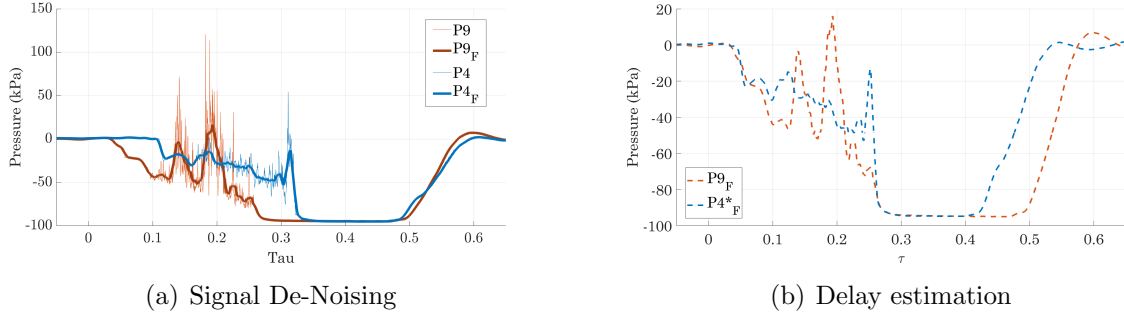 150
100
50
0
-50
-100
Pressure (kPa)
0
0.1
0.2
0.3
0.4
0.5
0.6
Tau
P9
P9F
P4
P4F
(a) Signal De-Noising
20
0
-20
-40
-60
-80
-100
Pressure (kPa)
0
0.1
0.2
0.3
0.4
0.5
0.6
τ
P9F
P4*F
(b) Delay estimation